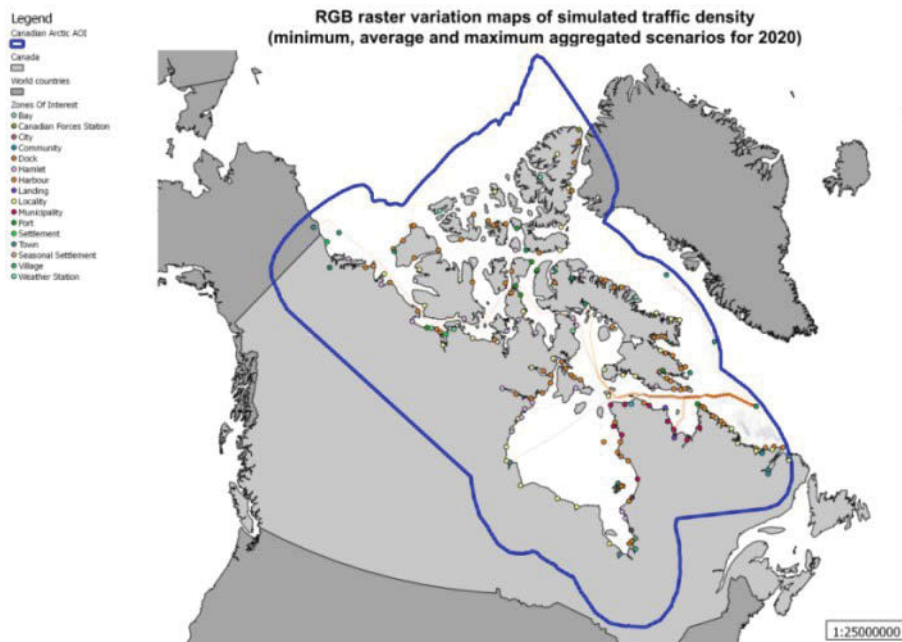 Legend
Canadian Arctic AOI
Canada
World countries
Zones Of Interest
Bay
Canadian Forces Station
City
Community
Dock
Hamlet
Harbour
Landing
Locality
Municipality
Port
Settlement
Town
Seasonal Settlement
Village
Weather Station
RGB raster variation maps of simulated traffic density
(minimum, average and maximum aggregated scenarios for 2020)
1:25000000